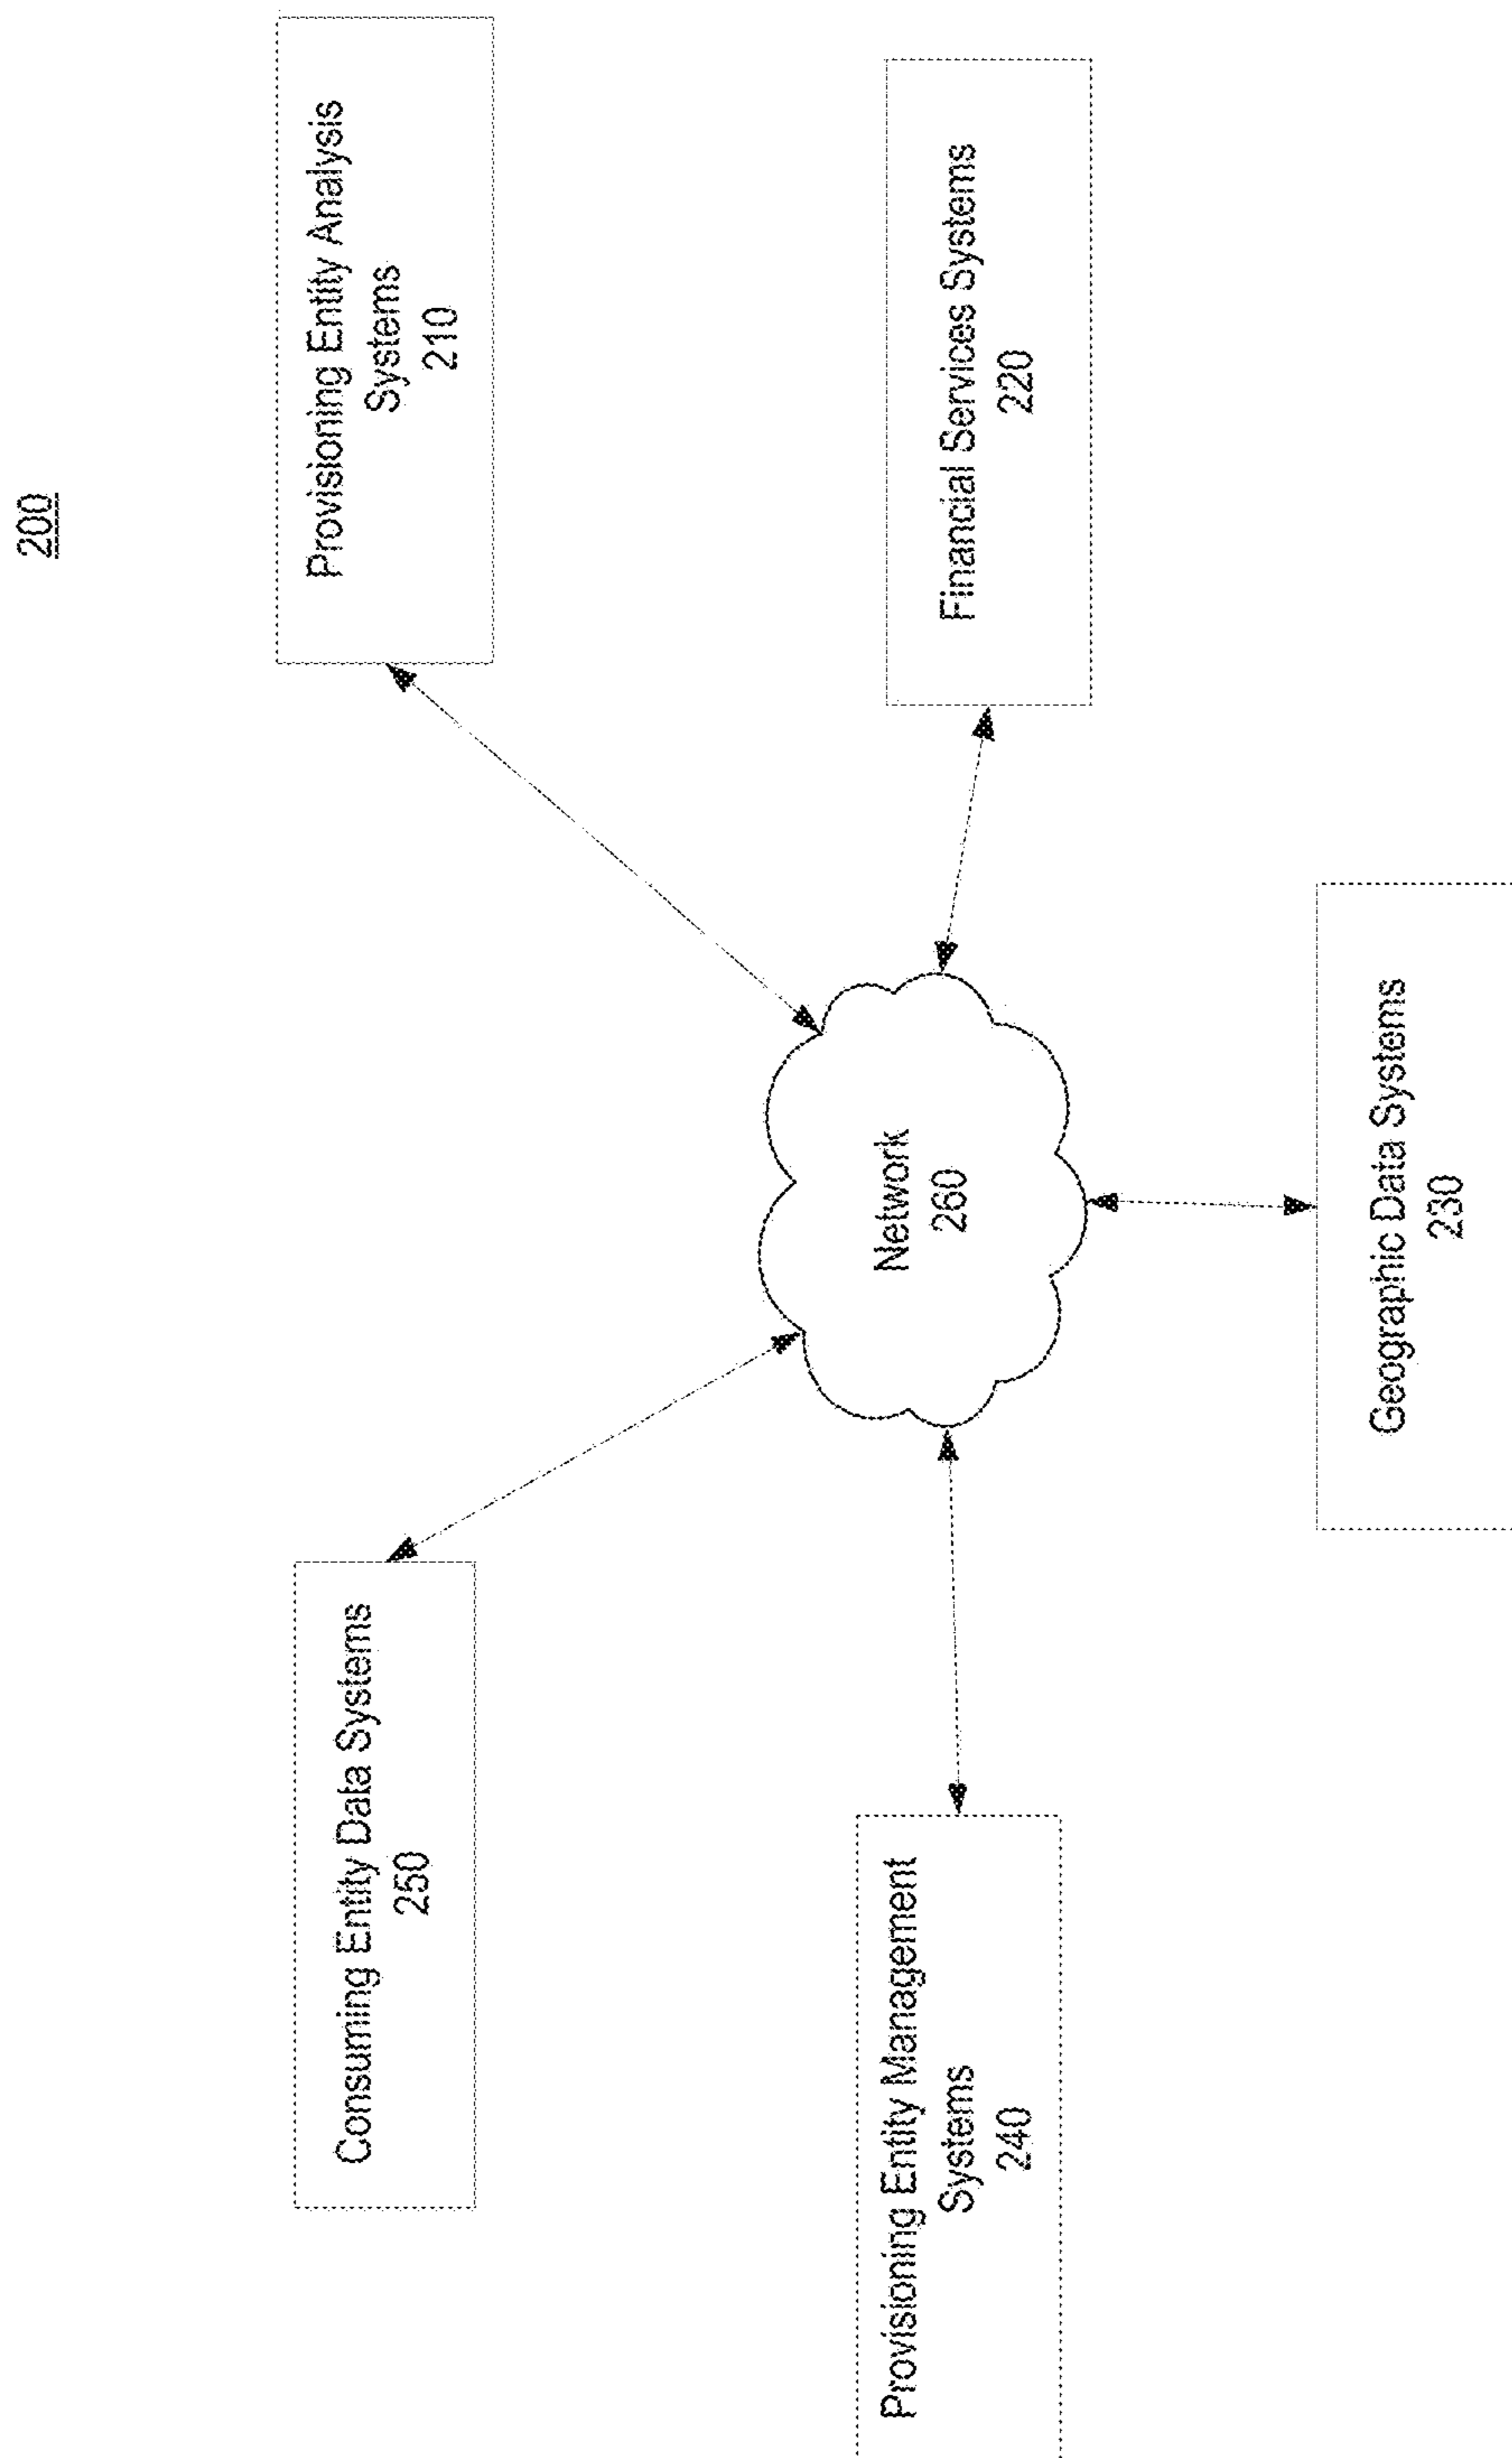 200
Consuming Entity Data Systems
250
Provisioning Entity Analysis
Systems
210
Network
260
Provisioning Entity Management
Systems
240
Financial Services Systems
220
Geographic Data Systems
230